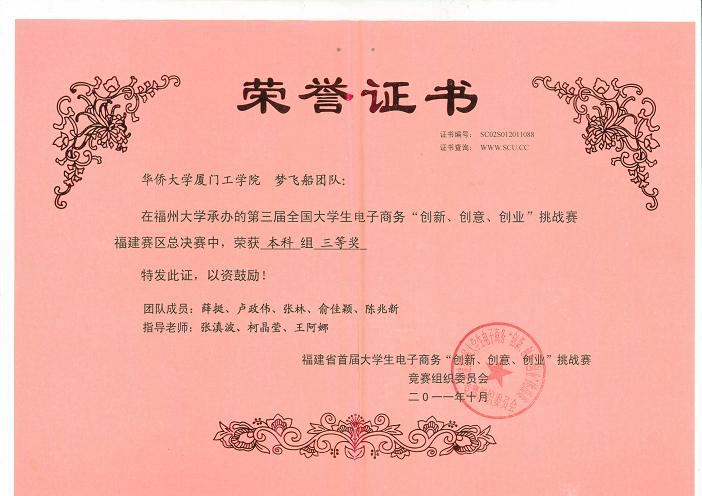 荣誉证书
证书编号： SC02S012011088
证书查询： WWW.SCU.CC
华侨大学厦门工学院 梦飞船团队：
在福州大学承办的第三届全国大学生电子商务“创新、创意、创业”挑战赛
福建赛区总决赛中，荣获 本科 组 三等奖
特发此证，以资鼓励！
团队成员：薛挺、卢政伟、张林、俞佳颖、陈兆新
指导老师：张滇波、柯晶莹、王阿娜
福建省首届大学生电子商务“创新、创意、创业”挑战赛
竞赛组织委员会
二0一一年十月